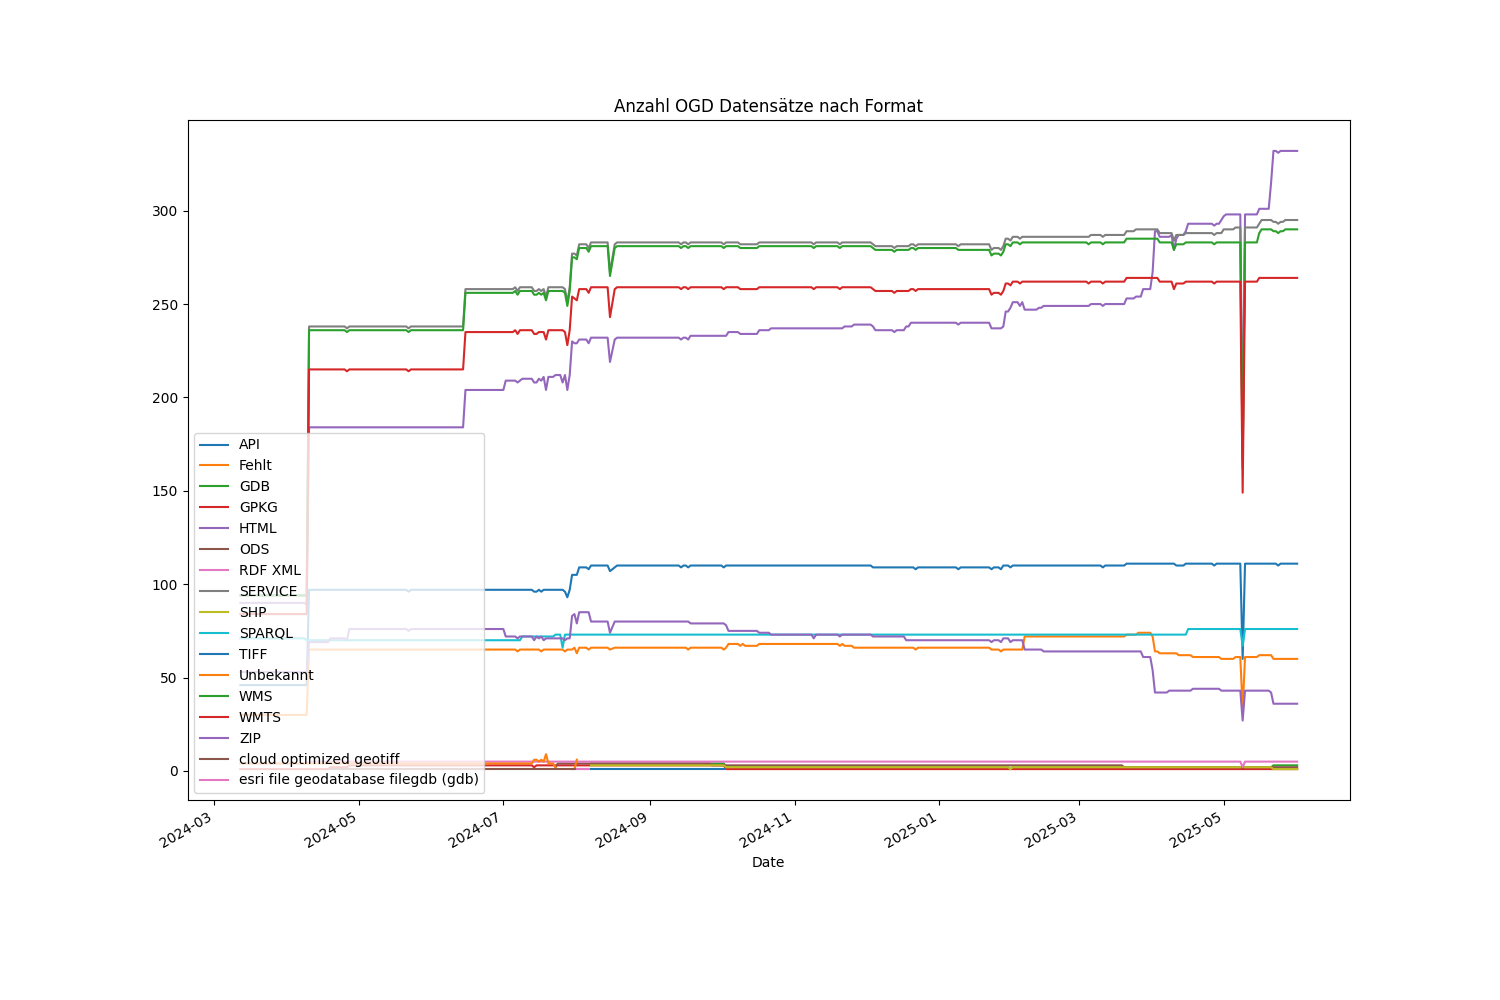 Anzahl OGD Datensätze nach Format
300
250
200
150
100
50
0
API
Fehlt
GDB
GPKG
HTML
ODS
RDF XML
SERVICE
SHP
SPARQL
TIFF
Unbekannt
WMS
WMTS
ZIP
cloud optimized geotiff
esri file geodatabase filegdb (gdb)
2024-03
2024-05
2024-07
2024-09
2024-11
2025-01
2025-03
2025-05
Date